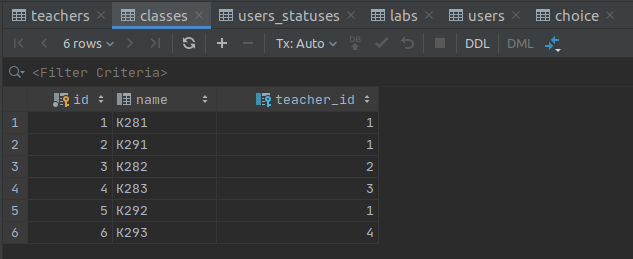 teachers classes users_statuses labs users choice
6 rows Tx: Auto DB DDL DML
<Filter Criteria>
id name teacher_id
1 1 K281 1
2 2 K291 1
3 3 K282 2
4 4 K283 3
5 5 K292 1
6 6 K293 4